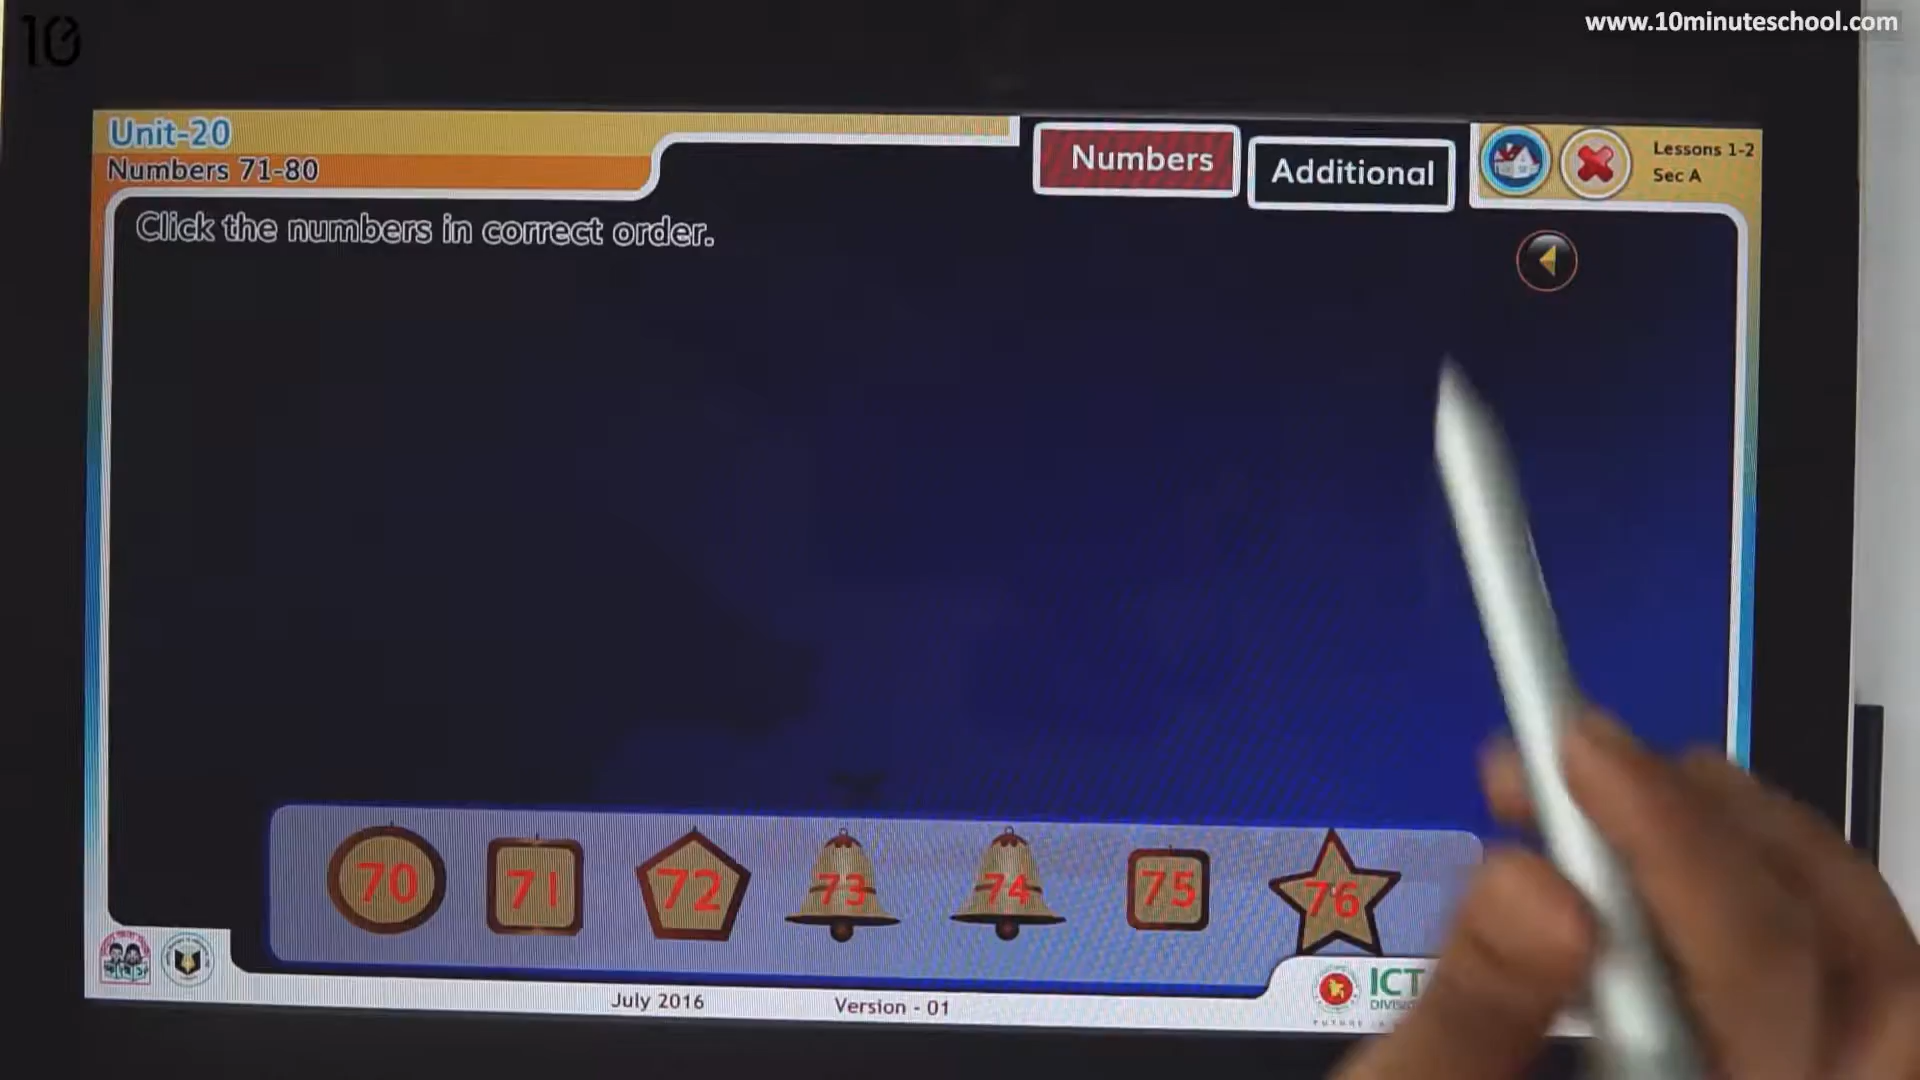 10
www.10minuteschool.com
Unit-20
Numbers 71-80
Numbers
Additional
Lessons 1-2
Sec A
Click the numbers in correct order.
70 71 72 73 74 75 76
July 2016
Version - 01
ICT